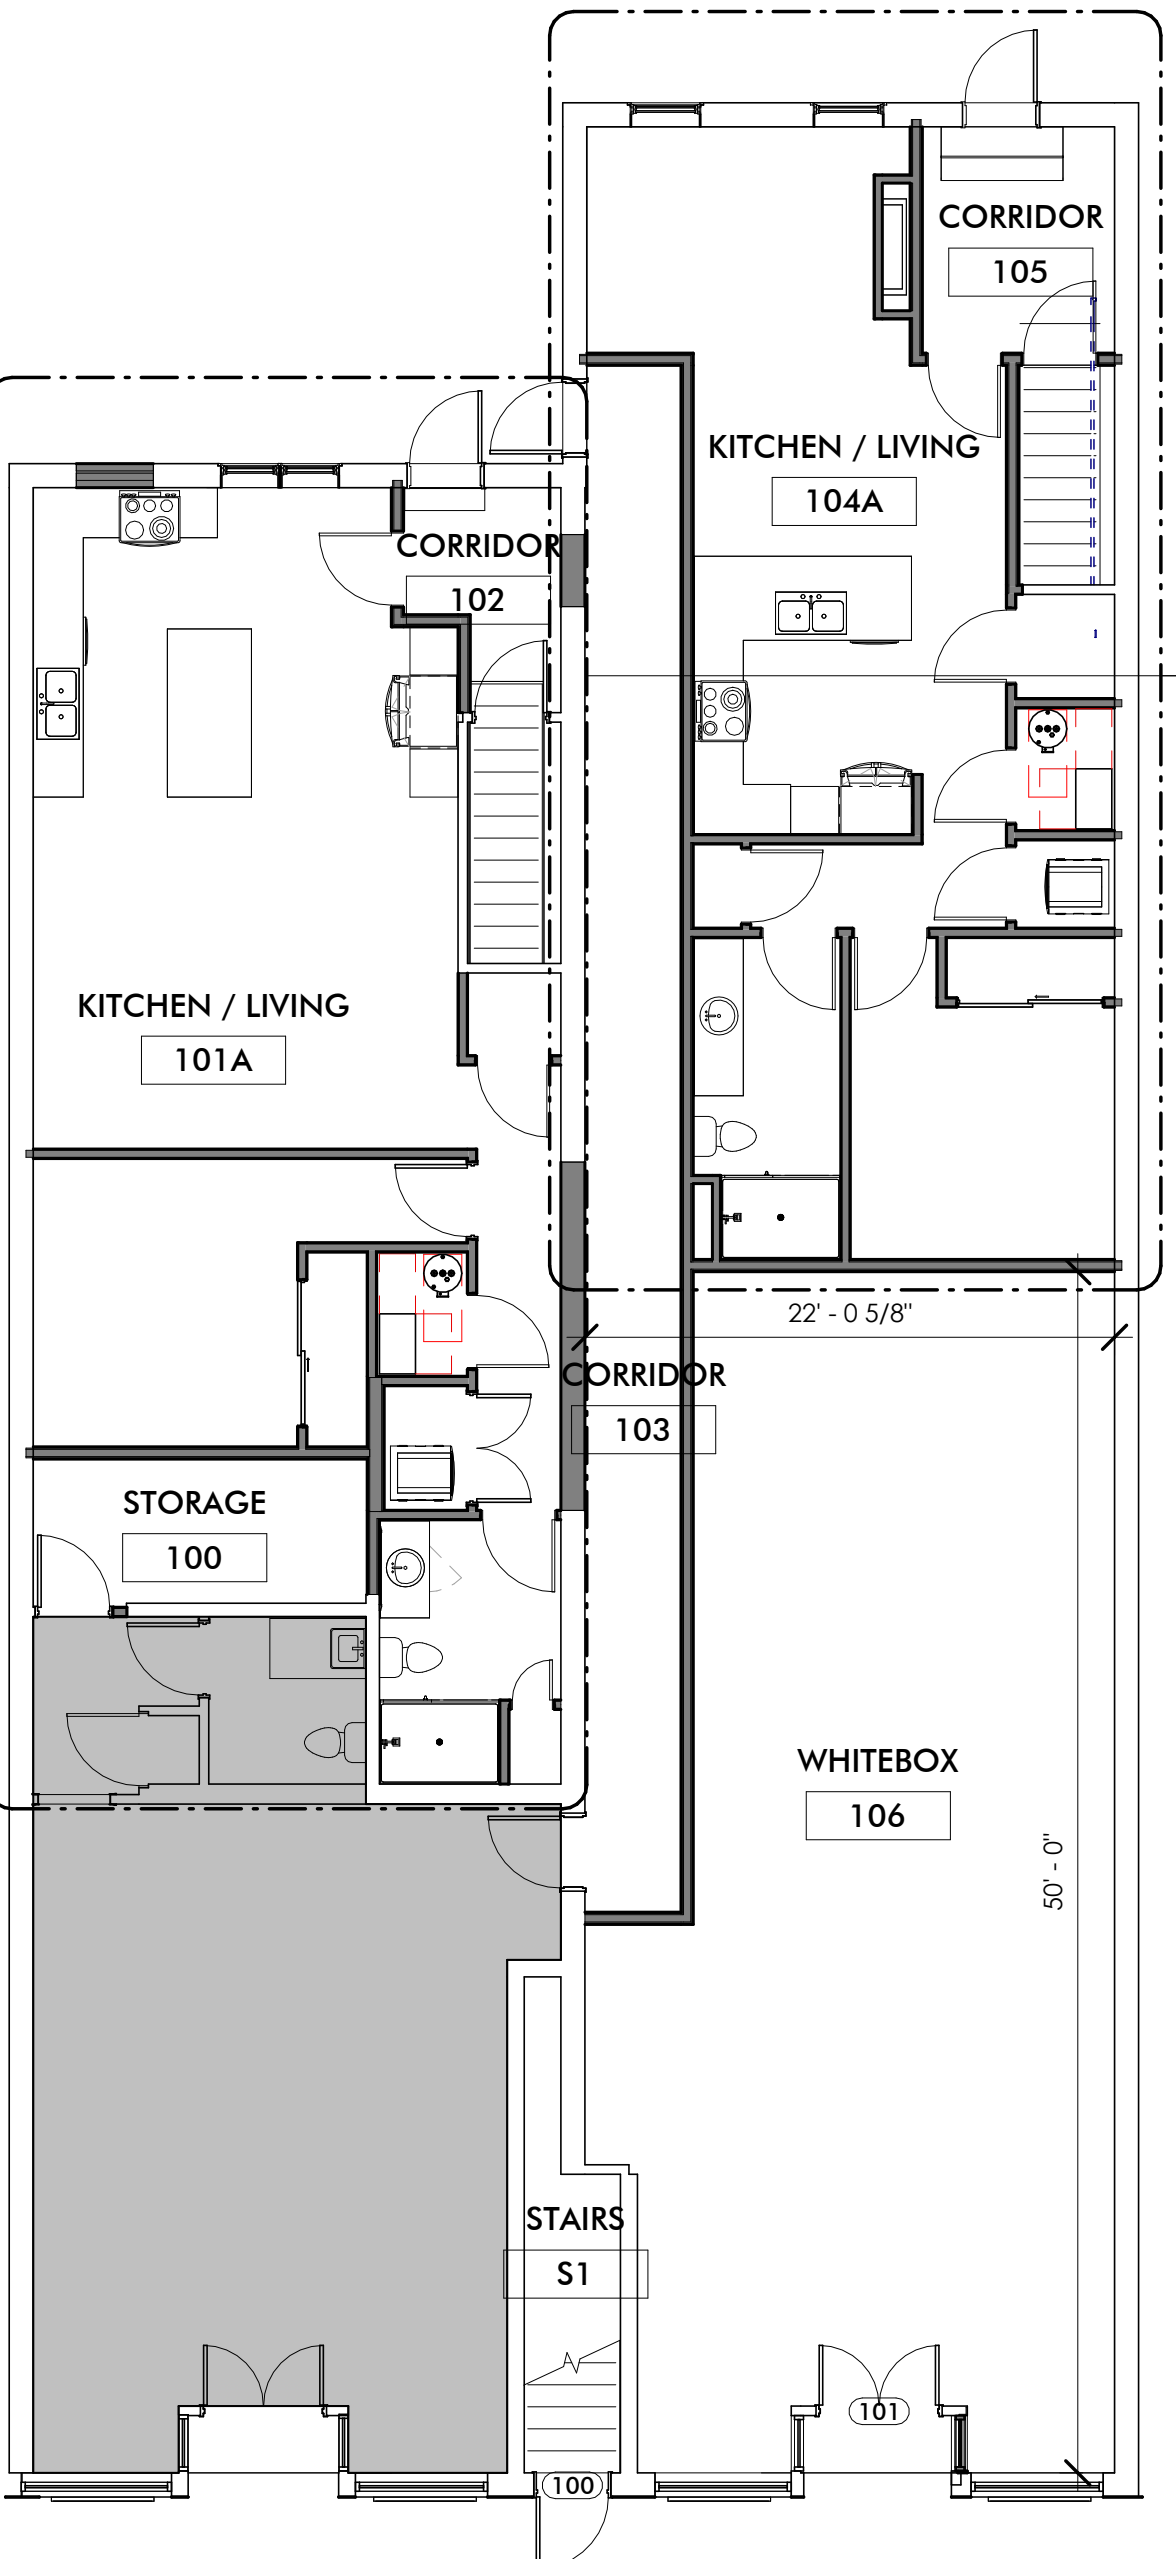 CORRIDOR
105
KITCHEN / LIVING
104A
CORRIDOR
102
KITCHEN / LIVING
101A
22' - 0 5/8"
CORRIDOR
103
STORAGE
100
WHITEBOX
106
50' - 0"
STAIRS
S1
101
100